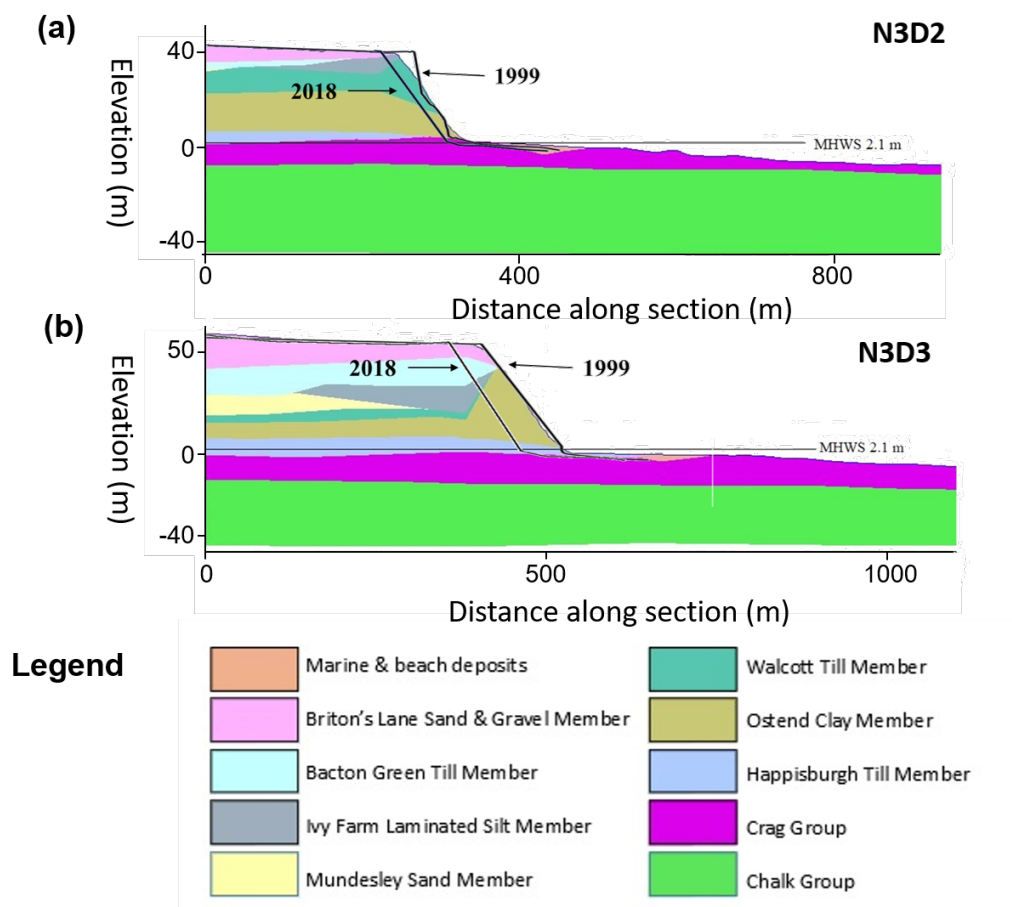 (a)
N3D2
Elevation (m)
40
0
-40
1999
2018
MHWS 2.1 m
0
400
800
Distance along section (m)
(b)
N3D3
Elevation (m)
50
0
-40
2018
1999
MHWS 2.1 m
0
500
1000
Distance along section (m)
Legend
Marine & beach deposits
Briton's Lane Sand & Gravel Member
Bacton Green Till Member
Ivy Farm Laminated Silt Member
Mundesley Sand Member
Walcott Till Member
Ostend Clay Member
Happisburgh Till Member
Crag Group
Chalk Group